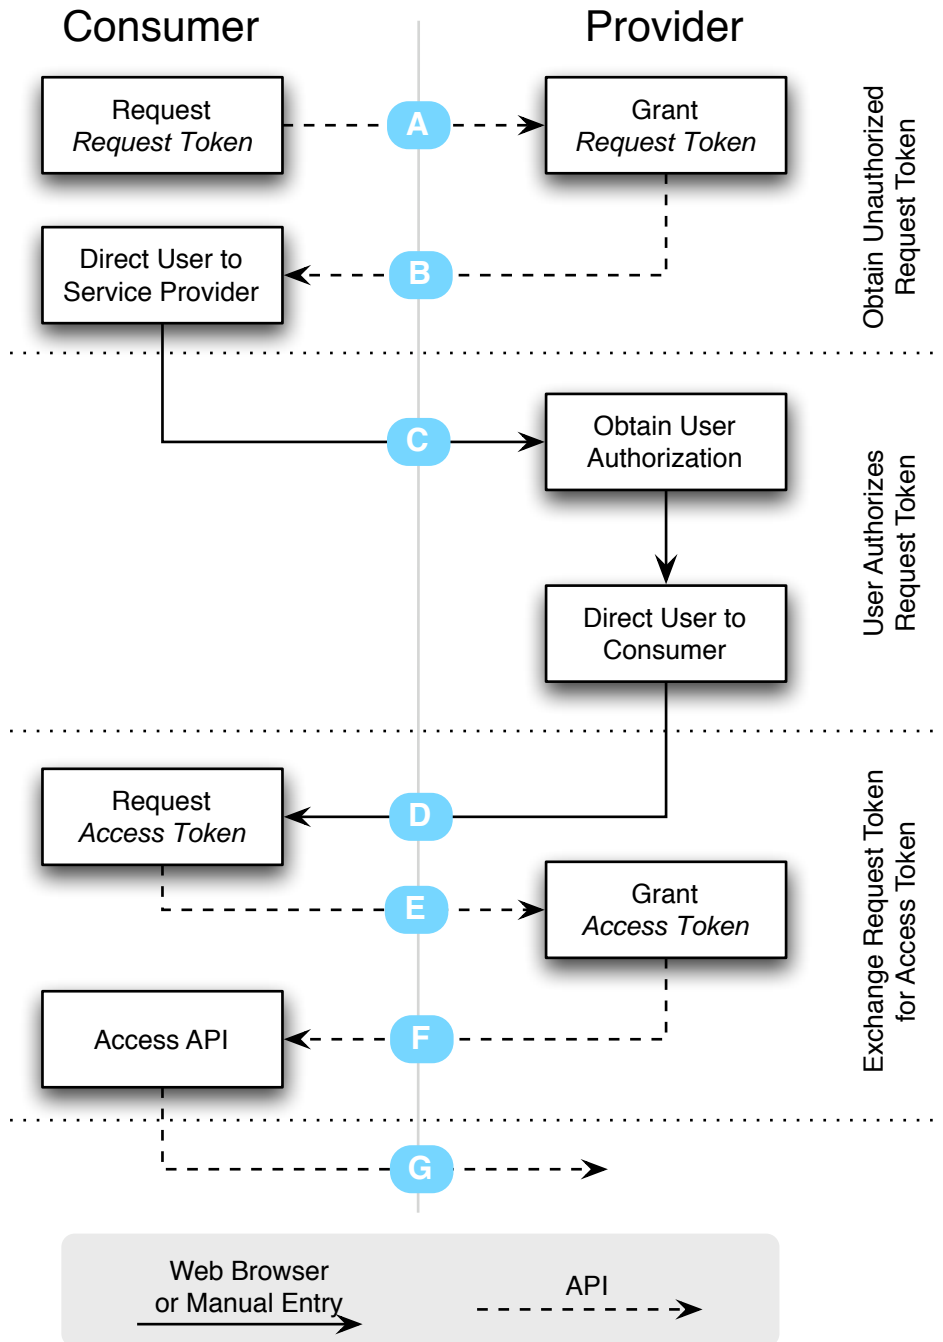 Consumer
Provider
Request
Request Token
A
Grant
Request Token
Obtain Unauthorized
Request Token
Direct User to
Service Provider
B
C
Obtain User
Authorization
User Authorizes
Request Token
Direct User to
Consumer
Request
Access Token
D
E
Grant
Access Token
Exchange Request Token
for Access Token
Access API
F
G
Web Browser
or Manual Entry
API